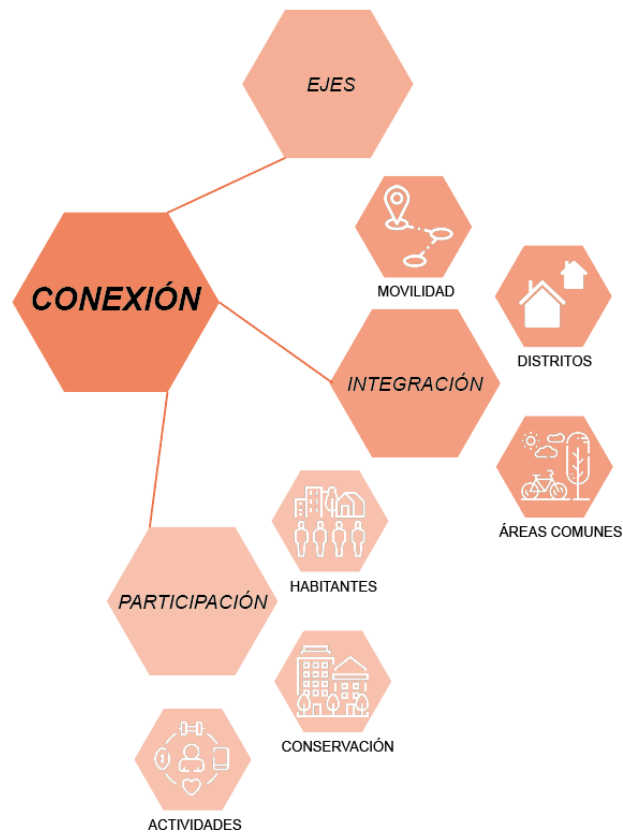 EJES
CONEXIÓN
MOVILIDAD
DISTRITOS
INTEGRACIÓN
ÁREAS COMUNES
HABITANTES
PARTICIPACIÓN
CONSERVACIÓN
ACTIVIDADES